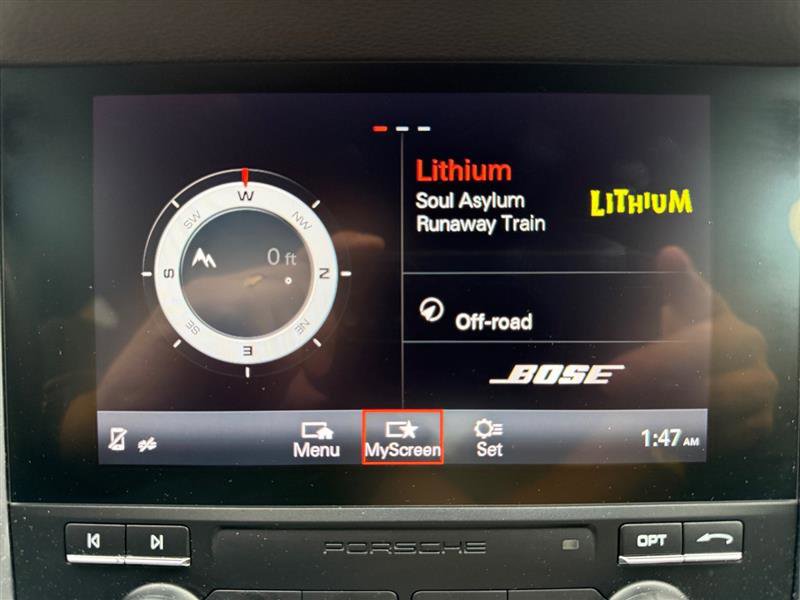 W
SW
NW
0 ft
S
N
SE
NE
E
Lithium
Soul Asylum
Runaway Train
LiTHiUM
Off-road
BOSE
Menu
MyScreen
Set
1:47 AM
PORSCHE
OPT